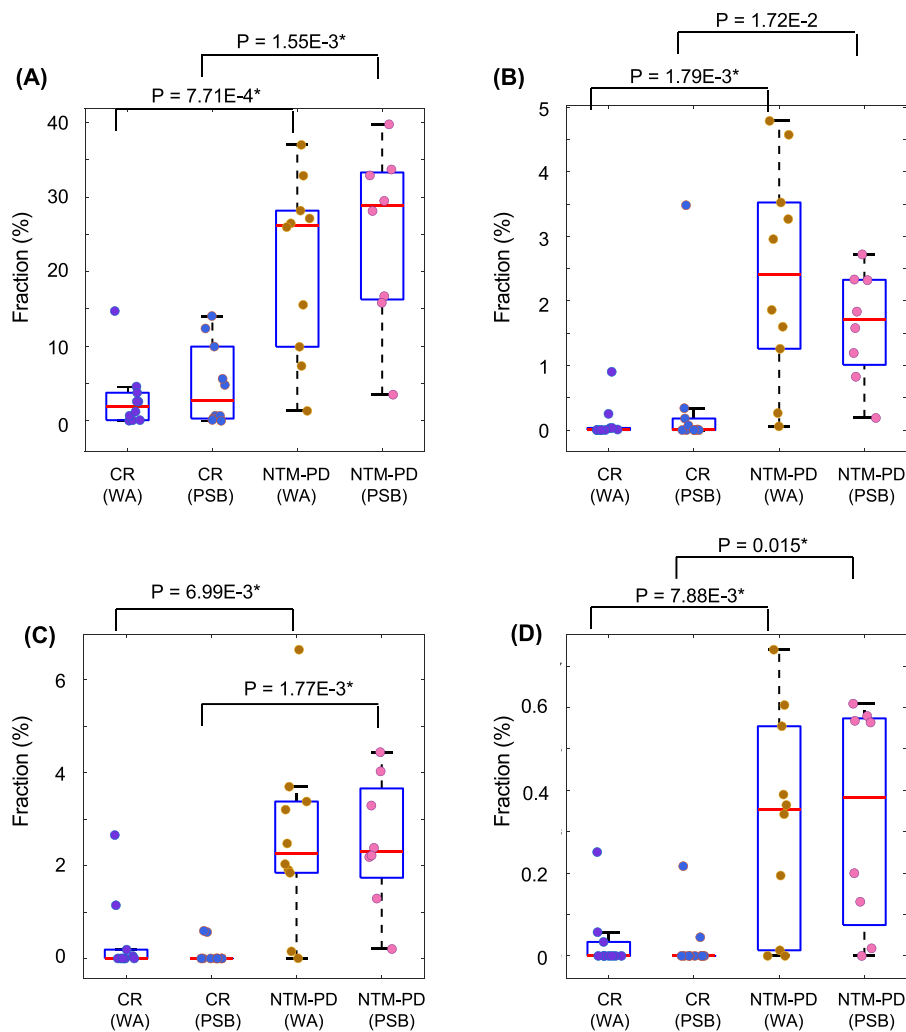 P = 1.55E-3*
(A)
P = 7.71E-4*
40
30
20
10
0
Fraction (%)
CR
(WA)
CR
(PSB)
NTM-PD
(WA)
NTM-PD
(PSB)
P = 1.72E-2
(B)
P = 1.79E-3*
5
4
3
2
1
0
Fraction (%)
CR
(WA)
CR
(PSB)
NTM-PD
(WA)
NTM-PD
(PSB)
P = 6.99E-3*
(C)
P = 1.77E-3*
6
4
2
0
Fraction (%)
CR
(WA)
CR
(PSB)
NTM-PD
(WA)
NTM-PD
(PSB)
P = 0.015*
P = 7.88E-3*
(D)
0.6
0.4
0.2
0
Fraction (%)
CR
(WA)
CR
(PSB)
NTM-PD
(WA)
NTM-PD
(PSB)